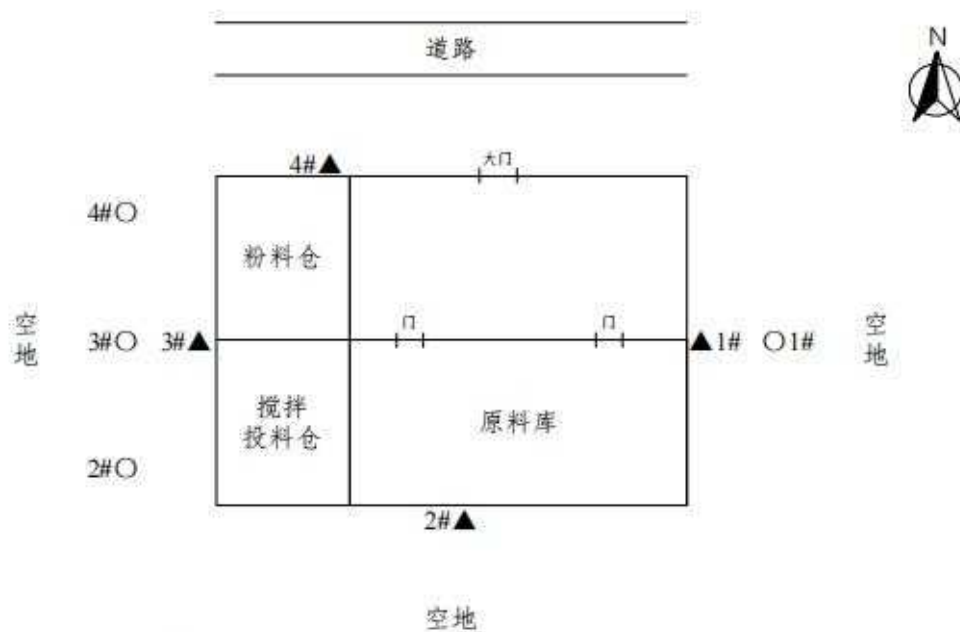 道路
N
4#▲
大门
4#○
粉料仓
空地
3#○
3#▲
门
门
▲1#
○1#
空地
搅拌
投料仓
原料库
2#○
2#▲
空地